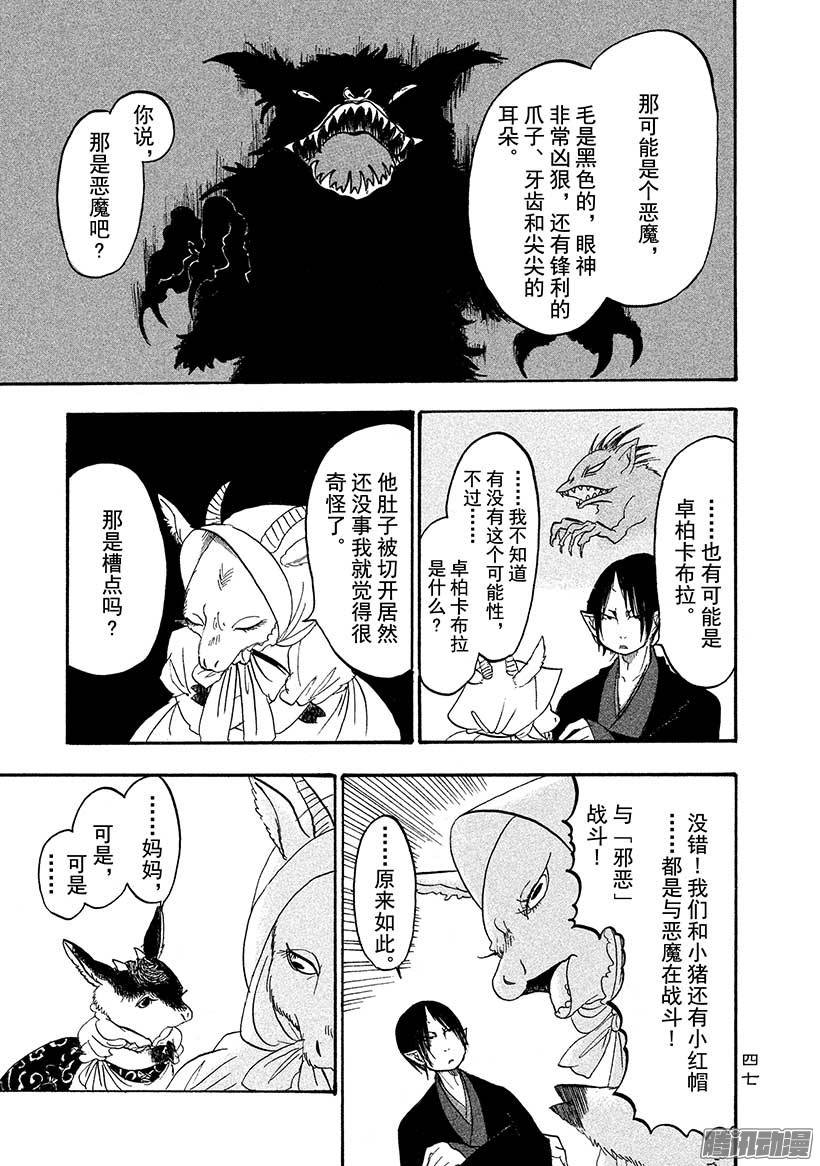 那可能是个恶魔，
毛是黑色的，眼神
非常凶狠，还有锋利的
爪子、牙齿和尖尖的
耳朵。
你说，
那是恶魔吧？
……也有可能是
卓柏卡布拉。
……我不知道
有没有这个可能性，
不过……
卓柏卡布拉
是什么？
他肚子被切开居然
还没事我就觉得很
奇怪了。
那是槽点吗？
没错！我们和小猪还有小红帽
……都是与恶魔在战斗！
与「邪恶」
战斗！
……原来如此。
……妈妈，
可是，
可是
……
四七
腾讯动漫